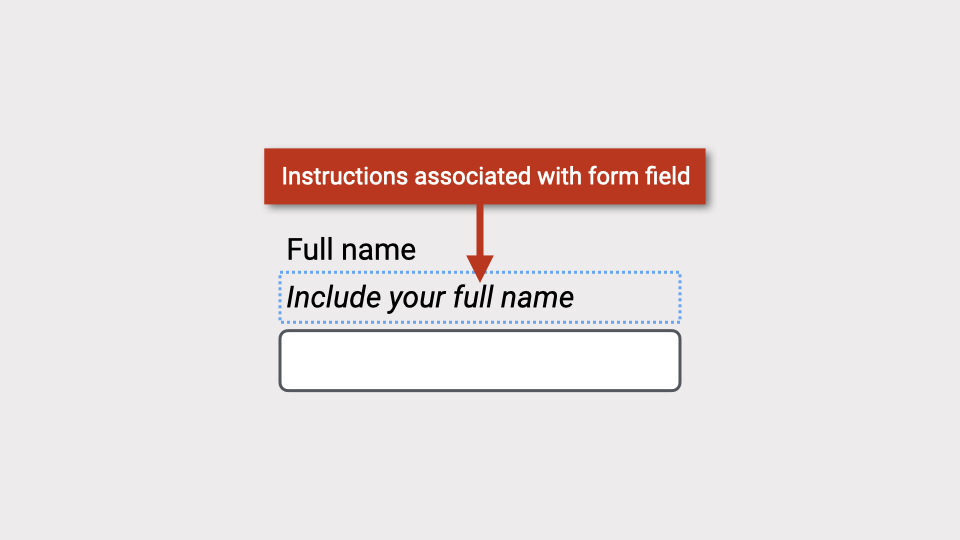 Instructions associated with form field
Full name
Include your full name